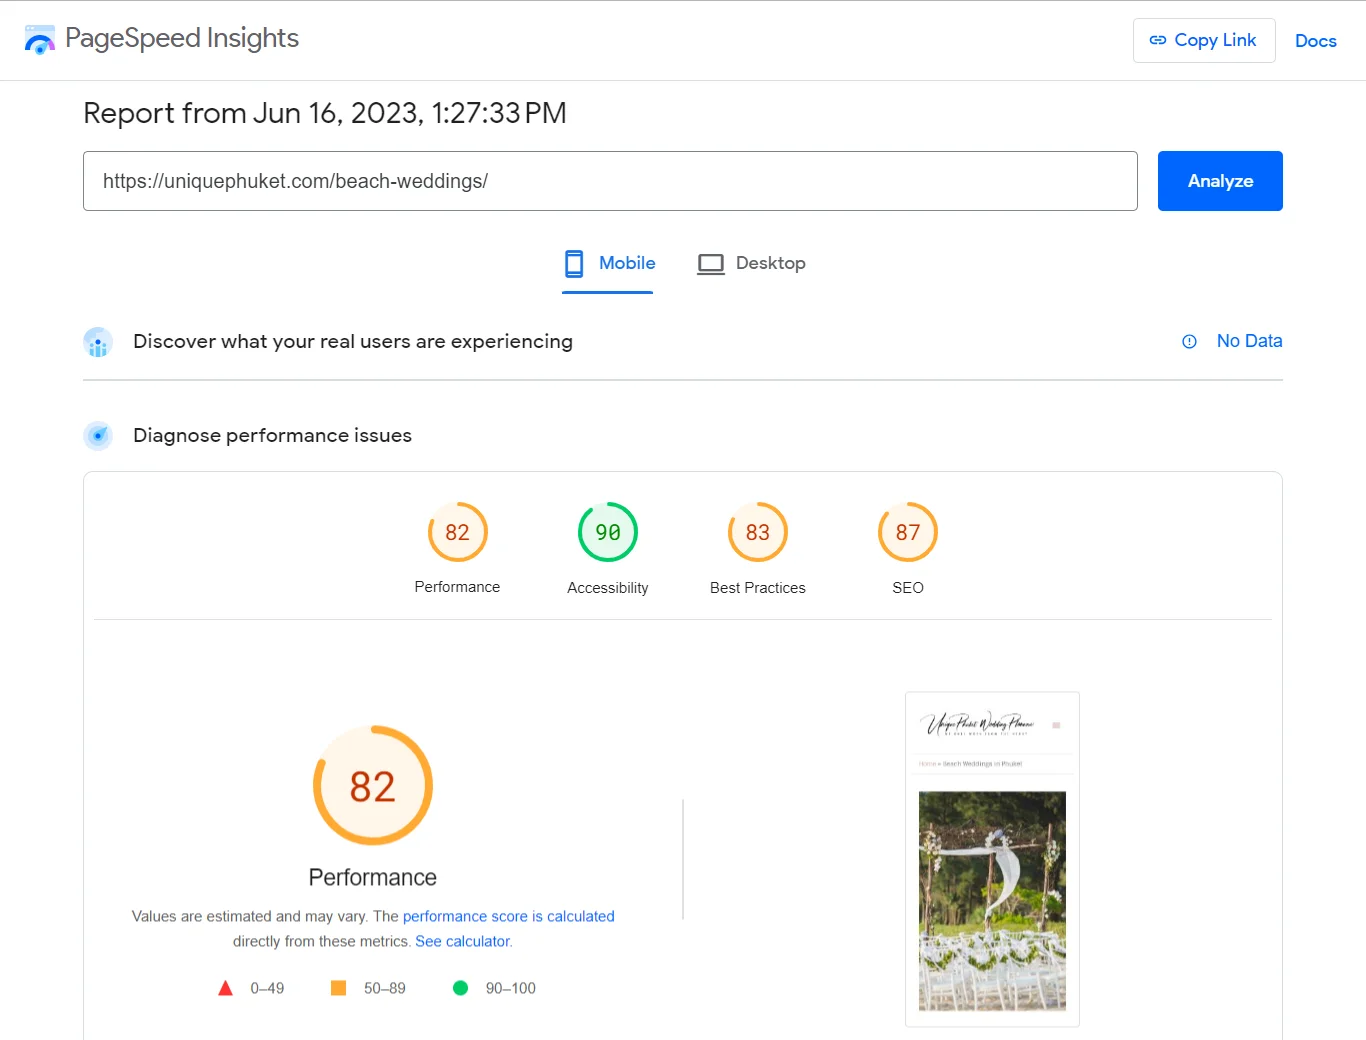 PageSpeed Insights
Copy Link
Docs
Report from Jun 16, 2023, 1:27:33 PM
https://uniquephuket.com/beach-weddings/
Analyze
Mobile
Desktop
Discover what your real users are experiencing
No Data
Diagnose performance issues
82
90
83
87
Performance
Accessibility
Best Practices
SEO
82
Performance
Values are estimated and may vary. The performance score is calculated
directly from these metrics. See calculator.
0–49
50–89
90–100
Unique Phuket Wedding Planner
Home » Beach Weddings in Phuket